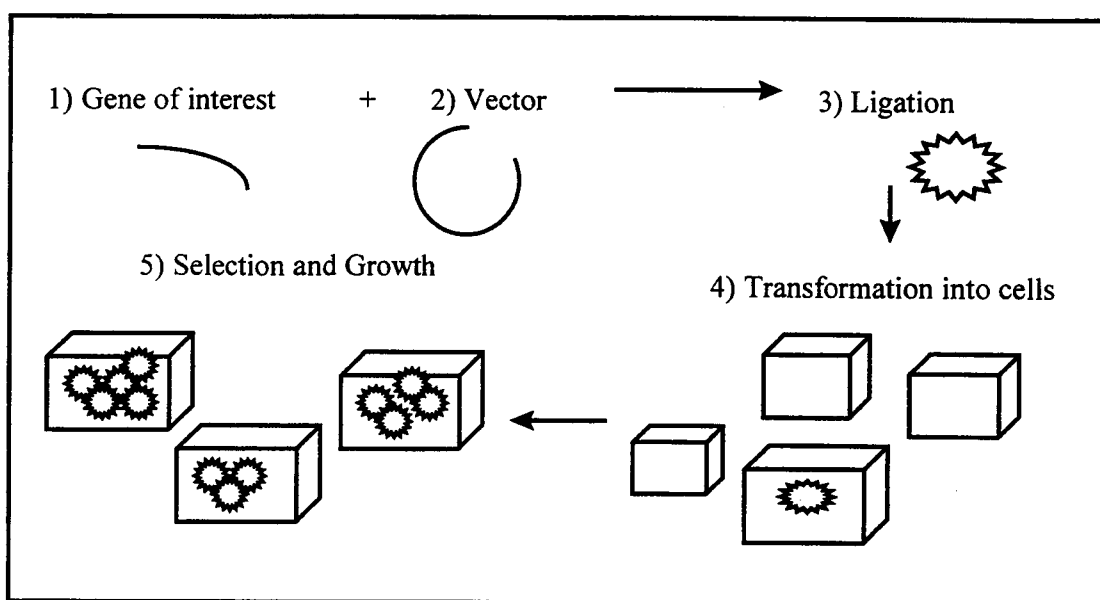 1) Gene of interest + 2) Vector
3) Ligation
4) Transformation into cells
5) Selection and Growth